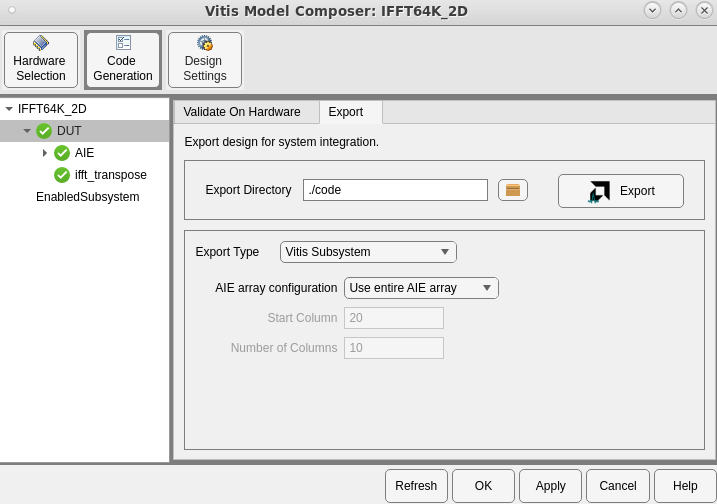 Vitis Model Composer: IFFT64K_2D
Hardware
Selection
Code
Generation
Design
Settings
IFFT64K_2D
DUT
AIE
ifft_transpose
EnabledSubsystem
Validate On Hardware
Export
Export design for system integration.
Export Directory
./code
Export
Export Type
Vitis Subsystem
AIE array configuration
Use entire AIE array
Start Column
20
Number of Columns
10
Refresh
OK
Apply
Cancel
Help